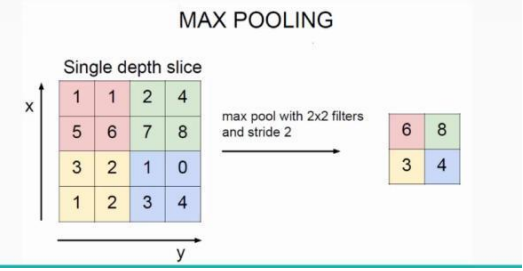 MAX POOLING
Single depth slice
x
1 1 2 4
5 6 7 8
3 2 1 0
1 2 3 4
y
max pool with 2x2 filters
and stride 2
6 8
3 4